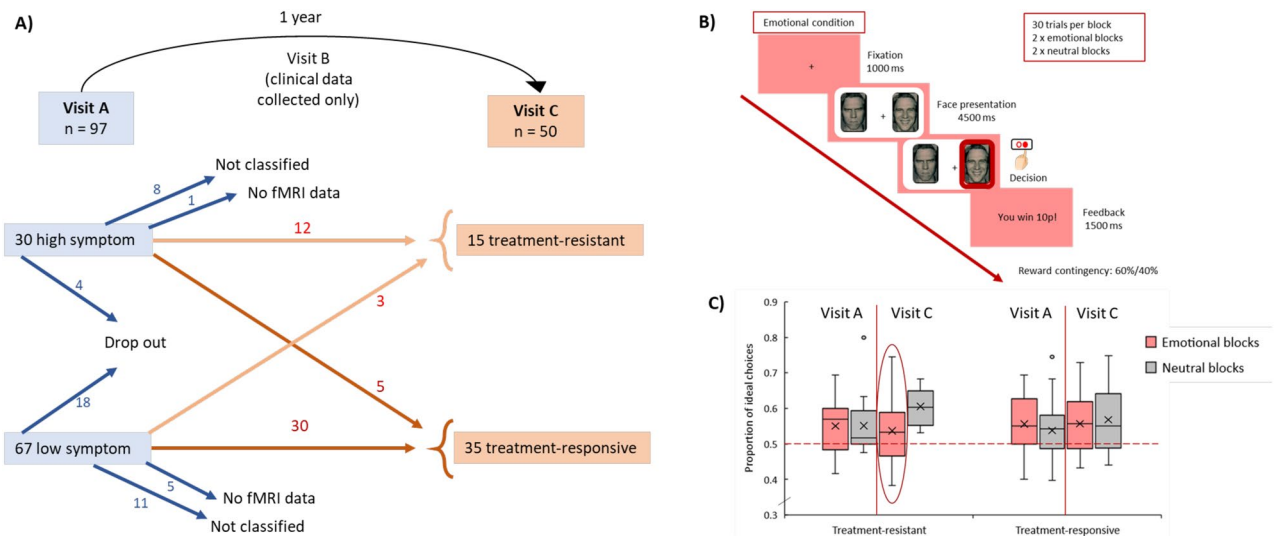 A)
1 year
Visit B
(clinical data
collected only)
Visit A
n = 97
Visit C
n = 50
Not classified
8
No fMRI data
1
30 high symptom
12
15 treatment-resistant
4
3
Drop out
18
5
30
67 low symptom
35 treatment-responsive
5
No fMRI data
11
Not classified
B)
Emotional condition
30 trials per block
2 x emotional blocks
2 x neutral blocks
+
Fixation
1000 ms
+
Face presentation
4500 ms
+
Decision
You win 10p!
Feedback
1500 ms
Reward contingency: 60%/40%
C)
Proportion of ideal choices
0.9
0.8
0.7
0.6
0.5
0.4
0.3
Visit A
Visit C
Visit A
Visit C
Emotional blocks
Neutral blocks
Treatment-resistant
Treatment-responsive